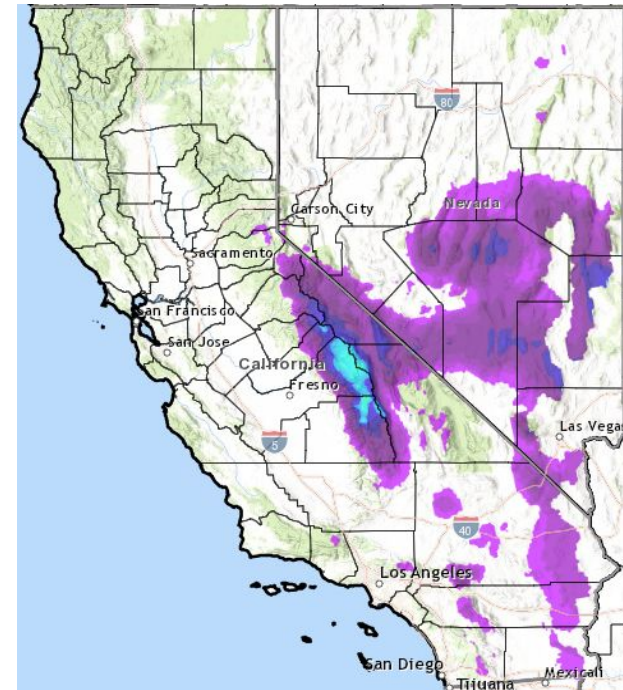 80
Carson City
Nevada
Sacramento
San Francisco
San Jose
California
Fresno
5
Las Vegas
40
Los Angeles
San Diego
Tijuana
Mexicali